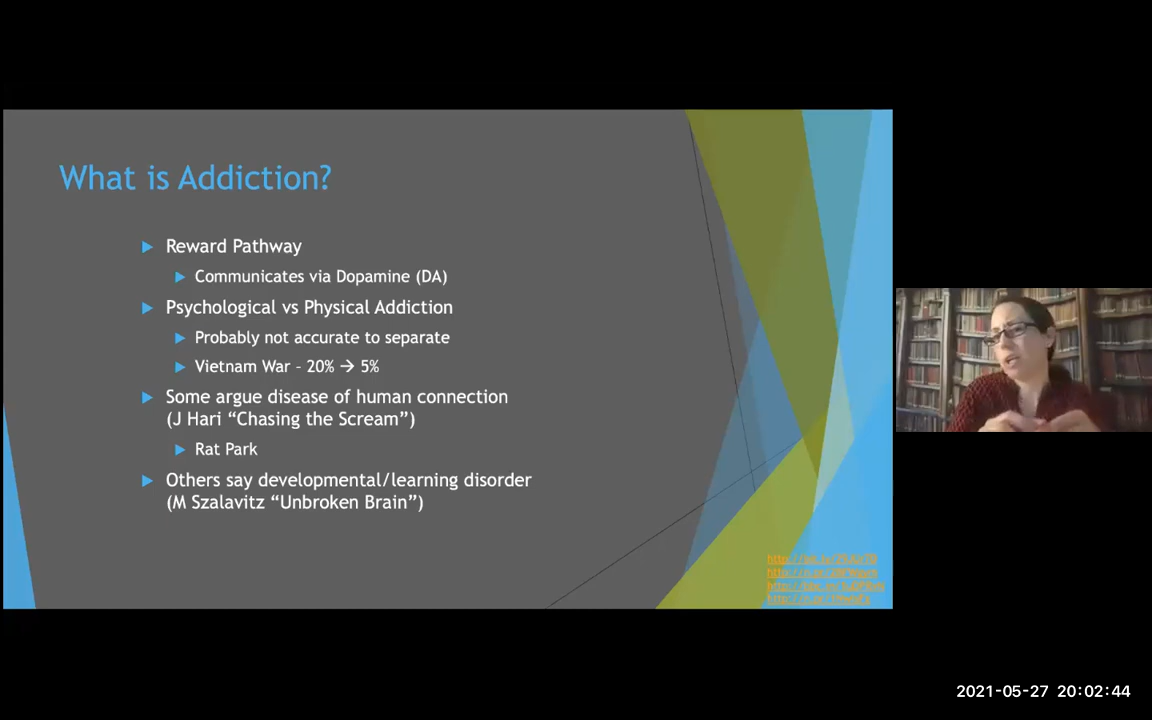 What is Addiction?
Reward Pathway
Communicates via Dopamine (DA)
Psychological vs Physical Addiction
Probably not accurate to separate
Vietnam War – 20% → 5%
Some argue disease of human connection
(J Hari “Chasing the Scream”)
Rat Park
Others say developmental/learning disorder
(M Szalavitz “Unbroken Brain”)
2021-05-27 20:02:44